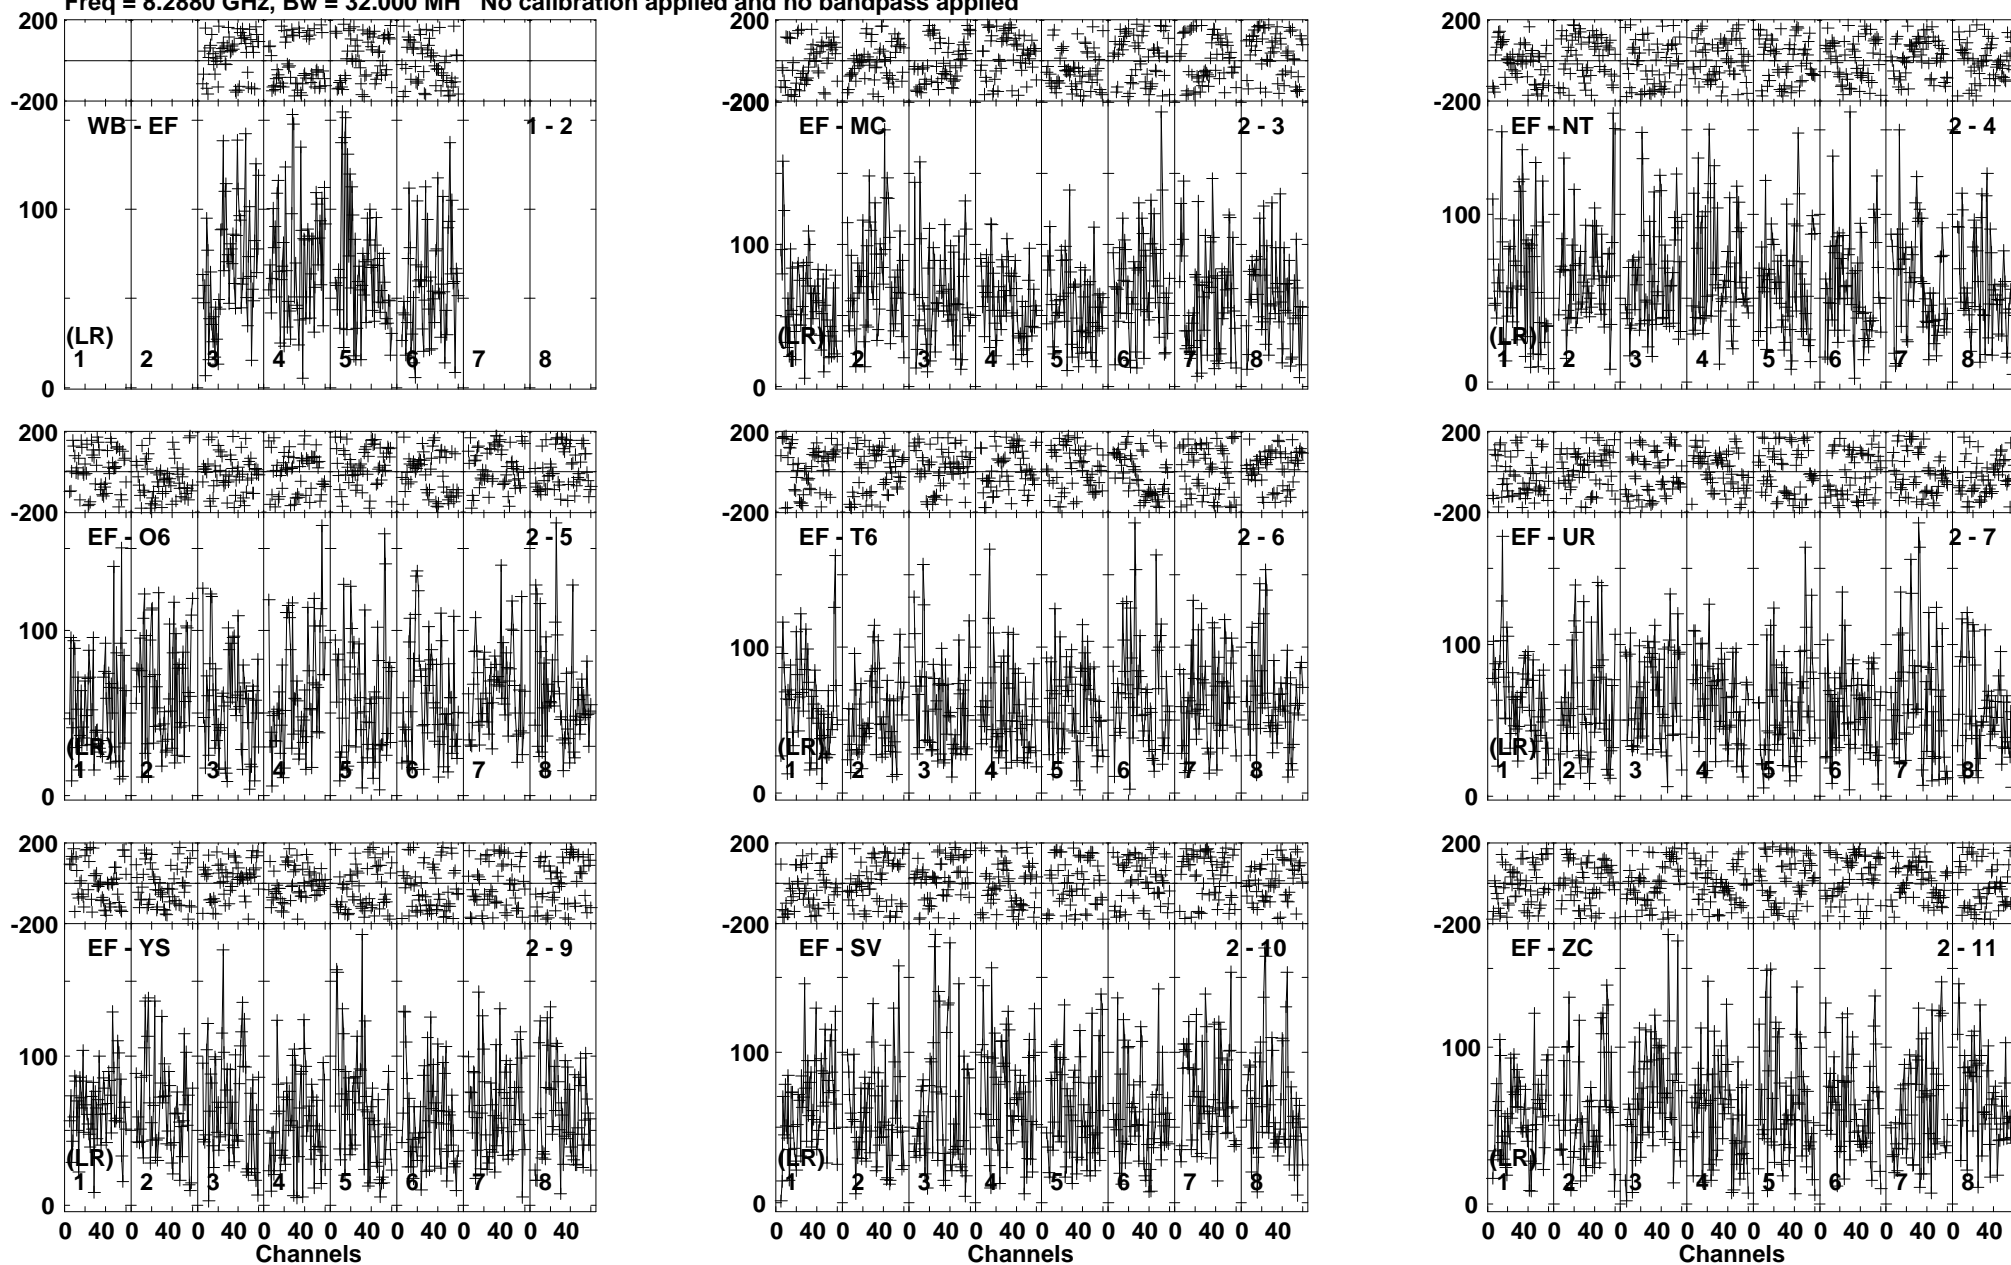 Freq = 8.2880 GHz, Bw = 32.000 MH No calibration applied and no bandpass applied
200
-200
WB - EF 1 - 2
100
(LR)
1 2 3 4 5 6 7 8
0
200
-200
EF - MC 2 - 3
100
(LR)
1 2 3 4 5 6 7 8
0
200
-200
EF - NT 2 - 4
100
(LR)
1 2 3 4 5 6 7 8
0
200
-200
EF - O6 2 - 5
100
(LR)
1 2 3 4 5 6 7 8
0
200
-200
EF - T6 2 - 6
100
(LR)
1 2 3 4 5 6 7 8
0
200
-200
EF - UR 2 - 7
100
(LR)
1 2 3 4 5 6 7 8
0
200
-200
EF - YS 2 - 9
100
(LR)
1 2 3 4 5 6 7 8
0
0 40 0 40 0 40 0 40 0 40 0 40 0 40 0 40
Channels
200
-200
EF - SV 2 - 10
100
(LR)
1 2 3 4 5 6 7 8
0
0 40 0 40 0 40 0 40 0 40 0 40 0 40 0 40
Channels
200
-200
EF - ZC 2 - 11
100
(LR)
1 2 3 4 5 6 7 8
0
0 40 0 40 0 40 0 40 0 40 0 40 0 40 0 40
Channels